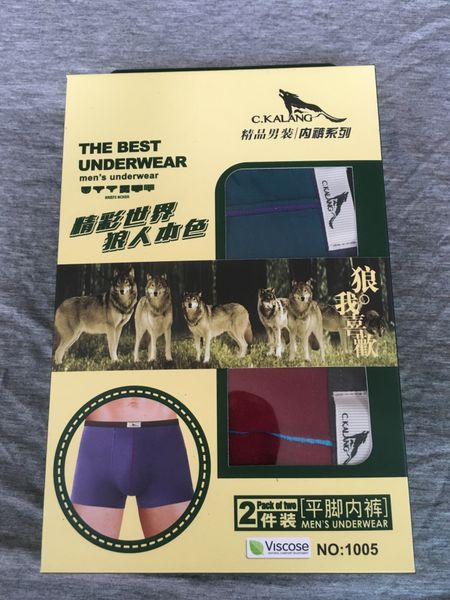 C.KALANG
精品男装/内裤系列
THE BEST
UNDERWEAR
men's underwear
精彩世界
狼人本色
C.KALANG
狼
我喜歡
C.KALANG
2件装
Pack of two
[平脚内裤]
MEN'S UNDERWEAR
Viscose
NO:1005